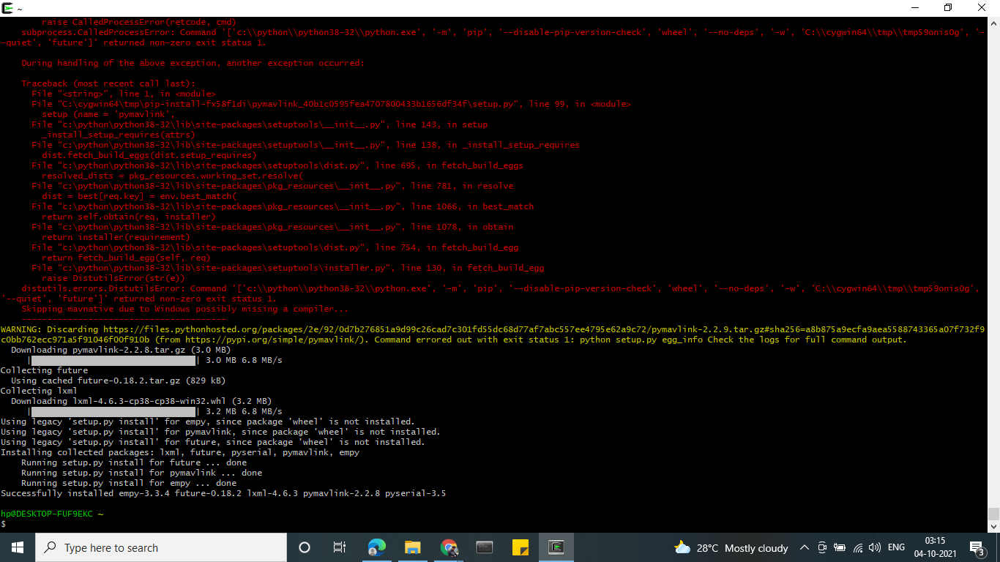 ~
raise CalledProcessError(retcode, cmd)
subprocess.CalledProcessError: Command '['c:\\python\\python38-32\\python.exe', '-m', 'pip', '--disable-pip-version-check', 'wheel', '--no-deps', '-w', 'C:\\cygwin64\\tmp\\tmp59onis0g', '-
-quiet', 'future']' returned non-zero exit status 1.
During handling of the above exception, another exception occurred:
Traceback (most recent call last):
File "<string>", line 1, in <module>
File "C:\cygwin64\tmp\pip-install-fx58f1di\pymavlink_40b1c0595fea4707800433b1656df34f\setup.py", line 99, in <module>
setup (name = 'pymavlink',
File "c:\python\python38-32\lib\site-packages\setuptools\__init__.py", line 143, in setup
_install_setup_requires(attrs)
File "c:\python\python38-32\lib\site-packages\setuptools\__init__.py", line 138, in _install_setup_requires
dist.fetch_build_eggs(dist.setup_requires)
File "c:\python\python38-32\lib\site-packages\setuptools\dist.py", line 695, in fetch_build_eggs
resolved_dists = pkg_resources.working_set.resolve(
File "c:\python\python38-32\lib\site-packages\pkg_resources\__init__.py", line 781, in resolve
dist = best[req.key] = env.best_match(
File "c:\python\python38-32\lib\site-packages\pkg_resources\__init__.py", line 1066, in best_match
return self.obtain(req, installer)
File "c:\python\python38-32\lib\site-packages\pkg_resources\__init__.py", line 1078, in obtain
return installer(requirement)
File "c:\python\python38-32\lib\site-packages\setuptools\dist.py", line 754, in fetch_build_egg
return fetch_build_egg(self, req)
File "c:\python\python38-32\lib\site-packages\setuptools\installer.py", line 130, in fetch_build_egg
raise DistutilsError(str(e))
distutils.errors.DistutilsError: Command '['c:\\python\\python38-32\\python.exe', '-m', 'pip', '--disable-pip-version-check', 'wheel', '--no-deps', '-w', 'C:\\cygwin64\\tmp\\tmp59onis0g',
'--quiet', 'future']' returned non-zero exit status 1.
Skipping mavnative due to Windows possibly missing a compiler...
----------------------------------------
WARNING: Discarding https://files.pythonhosted.org/packages/2e/92/0d7b276851a9d99c26cad7c301fd55dc68d77af7abc557ee4795e62a9c72/pymavlink-2.2.9.tar.gz#sha256=a8b875a9ecfa9aea5588743365a07f732f9
c0bb762ecc971a5f91046f00f910b (from https://pypi.org/simple/pymavlink/). Command errored out with exit status 1: python setup.py egg_info Check the logs for full command output.
Downloading pymavlink-2.2.8.tar.gz (3.0 MB)
| | 3.0 MB 6.8 MB/s
Collecting future
Using cached future-0.18.2.tar.gz (829 kB)
Collecting lxml
Downloading lxml-4.6.3-cp38-cp38-win32.whl (3.2 MB)
| | 3.2 MB 6.8 MB/s
Using legacy 'setup.py install' for empy, since package 'wheel' is not installed.
Using legacy 'setup.py install' for pymavlink, since package 'wheel' is not installed.
Using legacy 'setup.py install' for future, since package 'wheel' is not installed.
Installing collected packages: lxml, future, pyserial, pymavlink, empy
Running setup.py install for future ... done
Running setup.py install for pymavlink ... done
Running setup.py install for empy ... done
Successfully installed empy-3.3.4 future-0.18.2 lxml-4.6.3 pymavlink-2.2.8 pyserial-3.5
hp@DESKTOP-FUF9EKC ~
$
Type here to search
28°C Mostly cloudy
ENG
03:15
04-10-2021
3